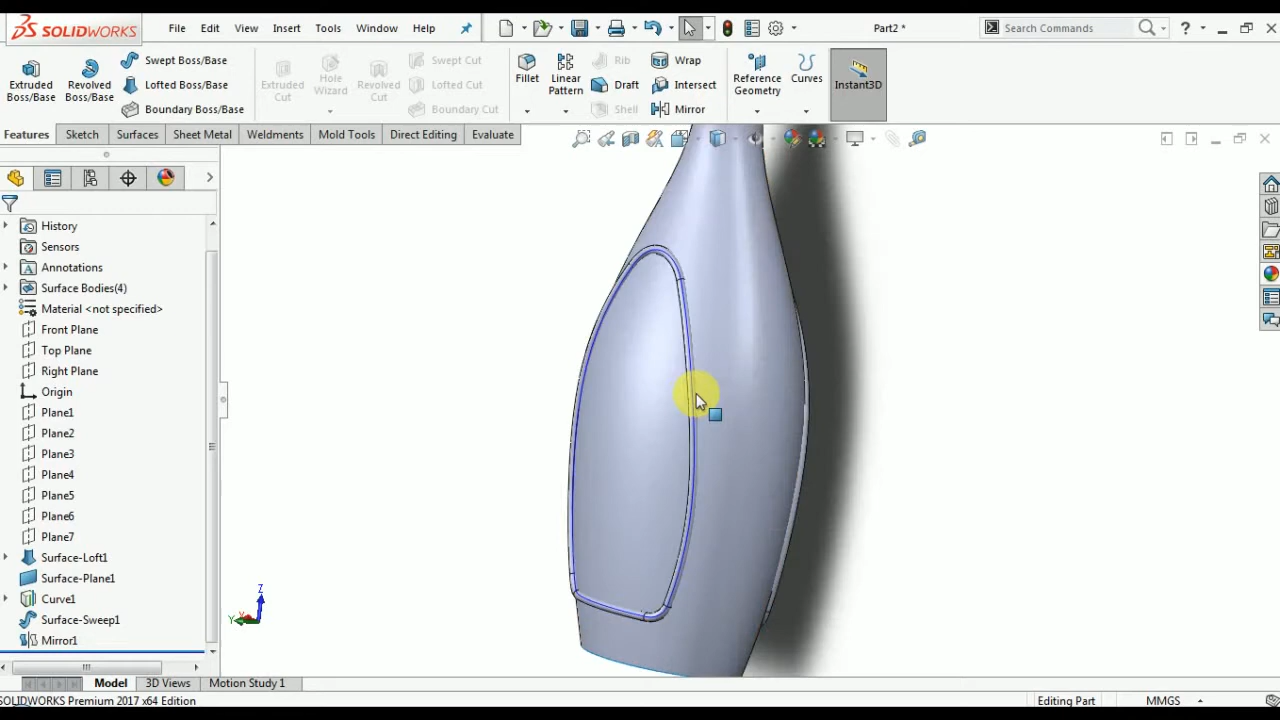 SOLIDWORKS File Edit View Insert Tools Window Help Part2 * Search Commands ?
Extruded Boss/Base Revolved Boss/Base Swept Boss/Base Lofted Boss/Base Boundary Boss/Base Extruded Cut Hole Wizard Revolved Cut Swept Cut Lofted Cut Boundary Cut Fillet Linear Pattern Rib Draft Shell Wrap Intersect Mirror Reference Geometry Curves Instant3D
Features Sketch Surfaces Sheet Metal Weldments Mold Tools Direct Editing Evaluate
History
Sensors
Annotations
Surface Bodies(4)
Material <not specified>
Front Plane
Top Plane
Right Plane
Origin
Plane1
Plane2
Plane3
Plane4
Plane5
Plane6
Plane7
Surface-Loft1
Surface-Plane1
Curve1
Surface-Sweep1
Mirror1
Z
Y X
Model 3D Views Motion Study 1
SOLIDWORKS Premium 2017 x64 Edition Editing Part MMGS